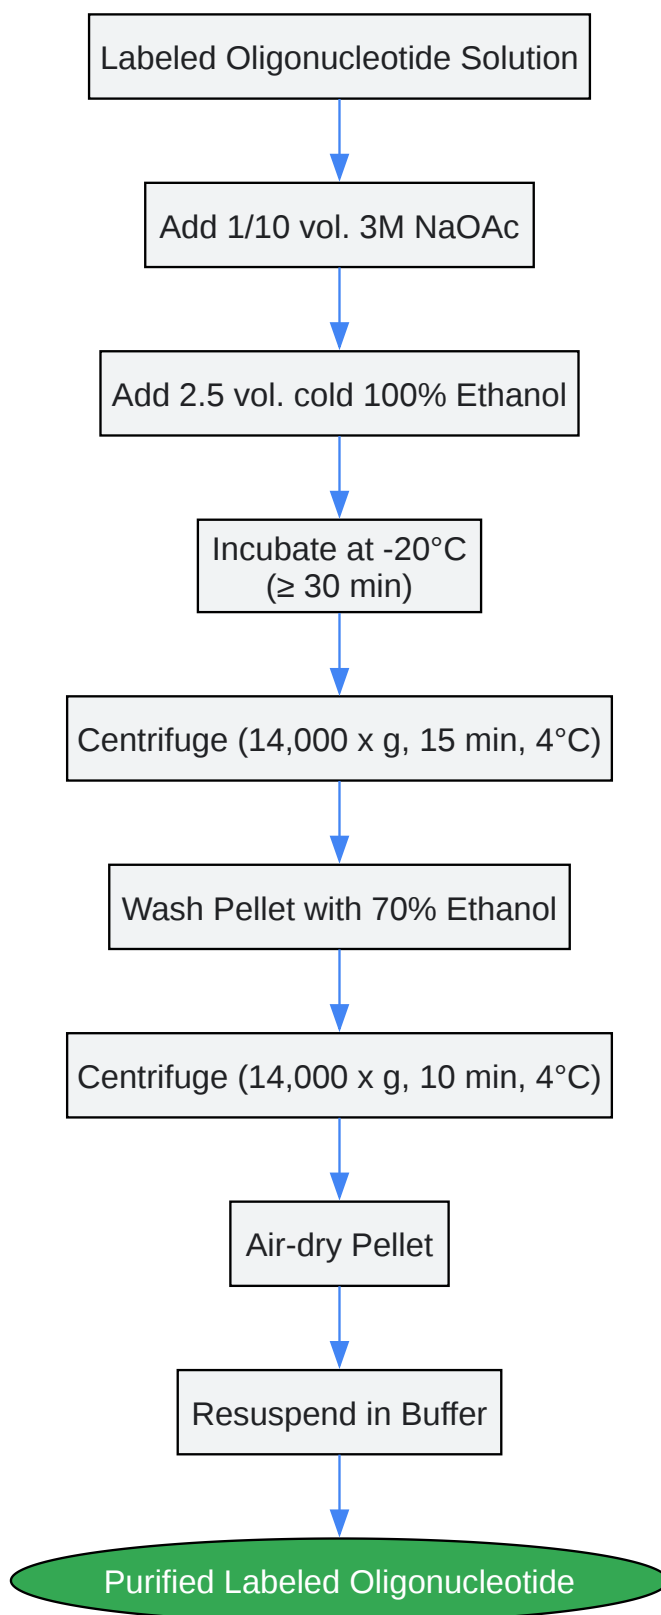 Labeled Oligonucleotide Solution
Add 1/10 vol. 3M NaOAc
Add 2.5 vol. cold 100% Ethanol
Incubate at -20°C
(≥ 30 min)
Centrifuge (14,000 x g, 15 min, 4°C)
Wash Pellet with 70% Ethanol
Centrifuge (14,000 x g, 10 min, 4°C)
Air-dry Pellet
Resuspend in Buffer
Purified Labeled Oligonucleotide